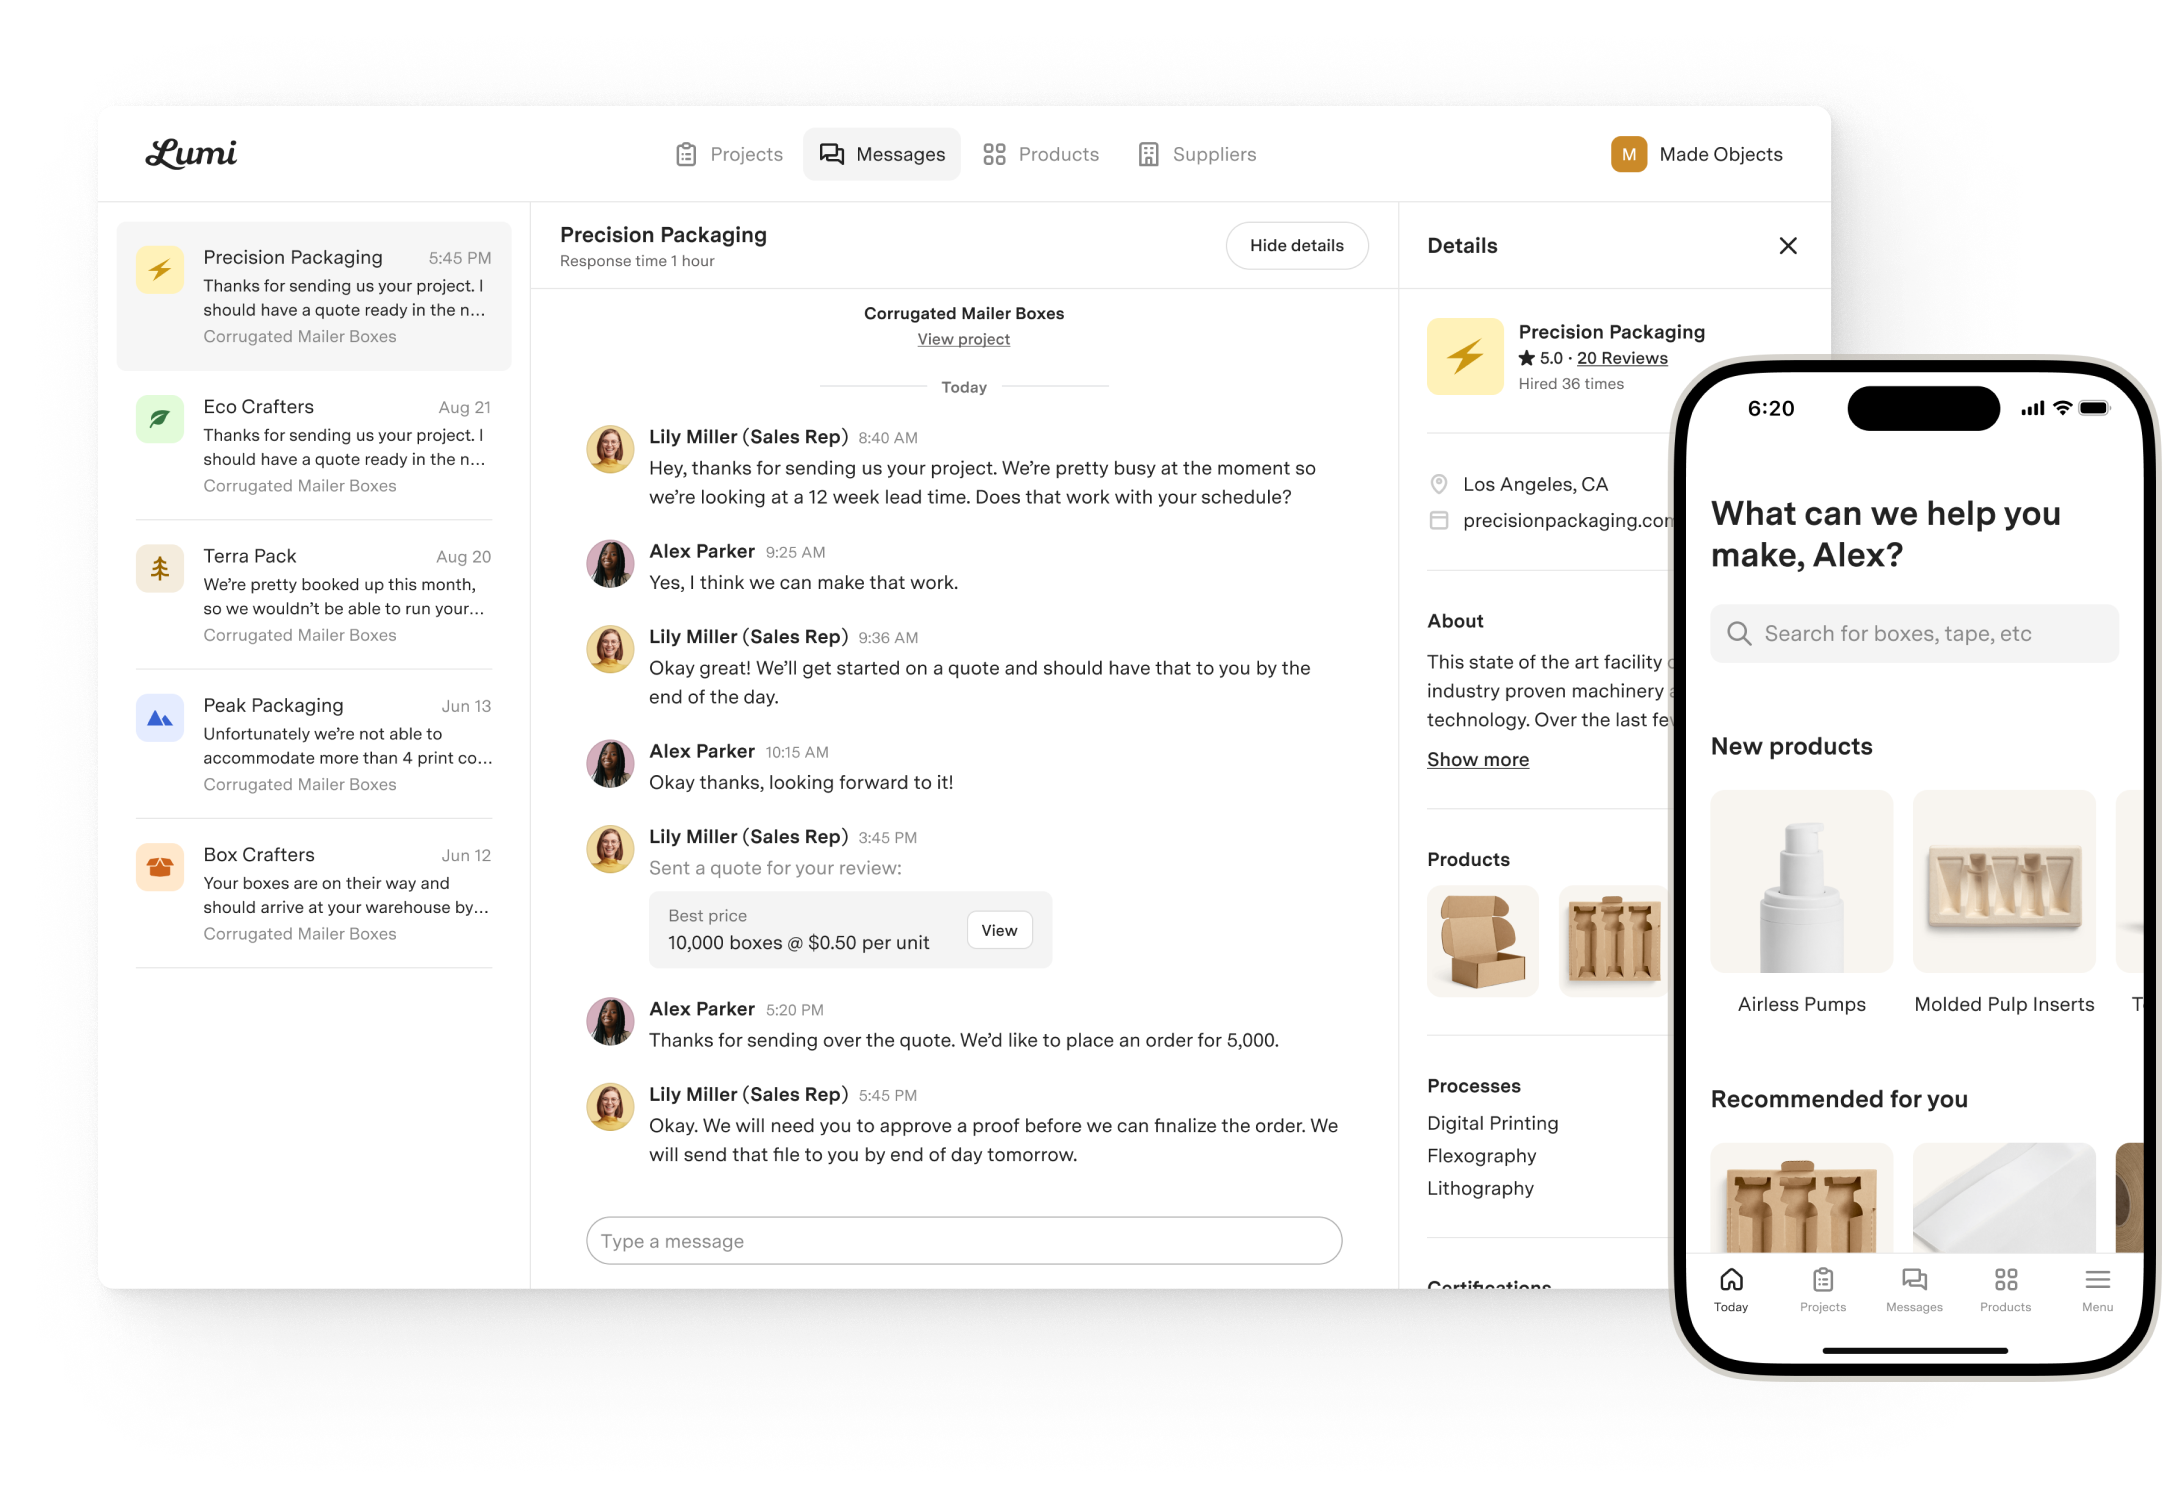 Lumi
Projects
Messages
Products
Suppliers
M
Made Objects
Precision Packaging
5:45 PM
Thanks for sending us your project. I
should have a quote ready in the n...
Corrugated Mailer Boxes
Eco Crafters
Aug 21
Thanks for sending us your project. I
should have a quote ready in the n...
Corrugated Mailer Boxes
Terra Pack
Aug 20
We're pretty booked up this month,
so we wouldn't be able to run your...
Corrugated Mailer Boxes
Peak Packaging
Jun 13
Unfortunately we're not able to
accommodate more than 4 print co...
Corrugated Mailer Boxes
Box Crafters
Jun 12
Your boxes are on their way and
should arrive at your warehouse by...
Corrugated Mailer Boxes
Precision Packaging
Response time 1 hour
Hide details
Corrugated Mailer Boxes
View project
Today
Lily Miller (Sales Rep) 8:40 AM
Hey, thanks for sending us your project. We're pretty busy at the moment so
we're looking at a 12 week lead time. Does that work with your schedule?
Alex Parker 9:25 AM
Yes, I think we can make that work.
Lily Miller (Sales Rep) 9:36 AM
Okay great! We'll get started on a quote and should have that to you by the
end of the day.
Alex Parker 10:15 AM
Okay thanks, looking forward to it!
Lily Miller (Sales Rep) 3:45 PM
Sent a quote for your review:
Best price
10,000 boxes @ $0.50 per unit
View
Alex Parker 5:20 PM
Thanks for sending over the quote. We'd like to place an order for 5,000.
Lily Miller (Sales Rep) 5:45 PM
Okay. We will need you to approve a proof before we can finalize the order. We
will send that file to you by end of day tomorrow.
Type a message
Details
Precision Packaging
★ 5.0 · 20 Reviews
Hired 36 times
Los Angeles, CA
precisionpackaging.com
About
This state of the art facility
industry proven machinery
technology. Over the last few
Show more
Products
Processes
Digital Printing
Flexography
Lithography
Certifications
6:20
What can we help you
make, Alex?
Search for boxes, tape, etc
New products
Airless Pumps
Molded Pulp Inserts
Recommended for you
Today
Projects
Messages
Products
Menu